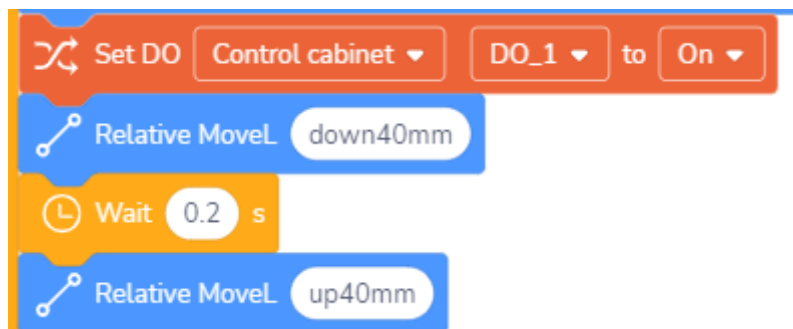 Set DO Control cabinet DO_1 to On
Relative MoveL down40mm
Wait 0.2 s
Relative MoveL up40mm